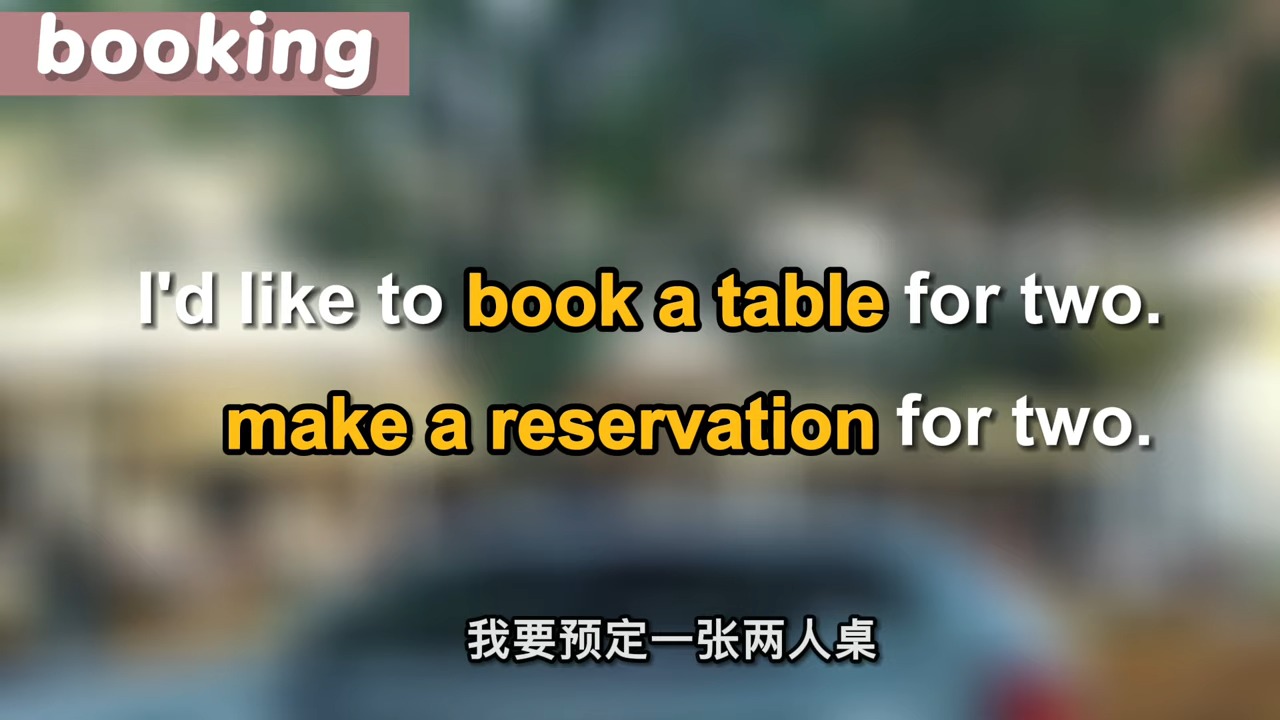 booking
I'd like to book a table for two.
make a reservation for two.
我要预定一张两人桌